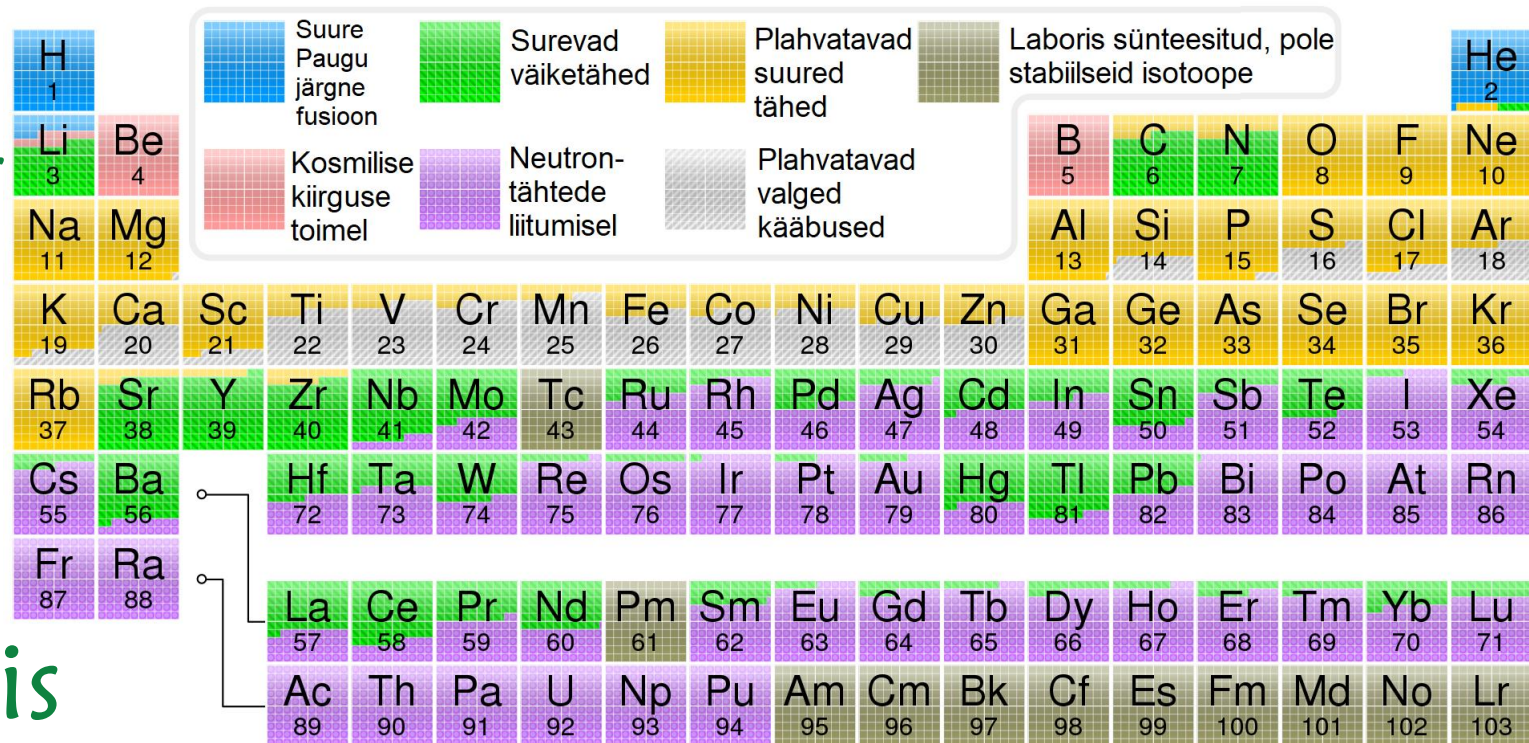 Suure
Paugu
järgne
fusioon
Surevad
väiketähed
Plahvatavad
suured
tähed
Laboris sünteesitud, pole
stabiilseid isotoope
Kosmilise
kiirguse
toimel
Neutron-
tähtede
liitumisel
Plahvatavad
valged
kääbused
H He
1 2
Li Be B C N O F Ne
3 4 5 6 7 8 9 10
Na Mg Al Si P S Cl Ar
11 12 13 14 15 16 17 18
K Ca Sc Ti V Cr Mn Fe Co Ni Cu Zn Ga Ge As Se Br Kr
19 20 21 22 23 24 25 26 27 28 29 30 31 32 33 34 35 36
Rb Sr Y Zr Nb Mo Tc Ru Rh Pd Ag Cd In Sn Sb Te I Xe
37 38 39 40 41 42 43 44 45 46 47 48 49 50 51 52 53 54
Cs Ba Hf Ta W Re Os Ir Pt Au Hg Tl Pb Bi Po At Rn
55 56 72 73 74 75 76 77 78 79 80 81 82 83 84 85 86
Fr Ra
87 88
La Ce Pr Nd Pm Sm Eu Gd Tb Dy Ho Er Tm Yb Lu
57 58 59 60 61 62 63 64 65 66 67 68 69 70 71
is
Ac Th Pa U Np Pu Am Cm Bk Cf Es Fm Md No Lr
89 90 91 92 93 94 95 96 97 98 99 100 101 102 103